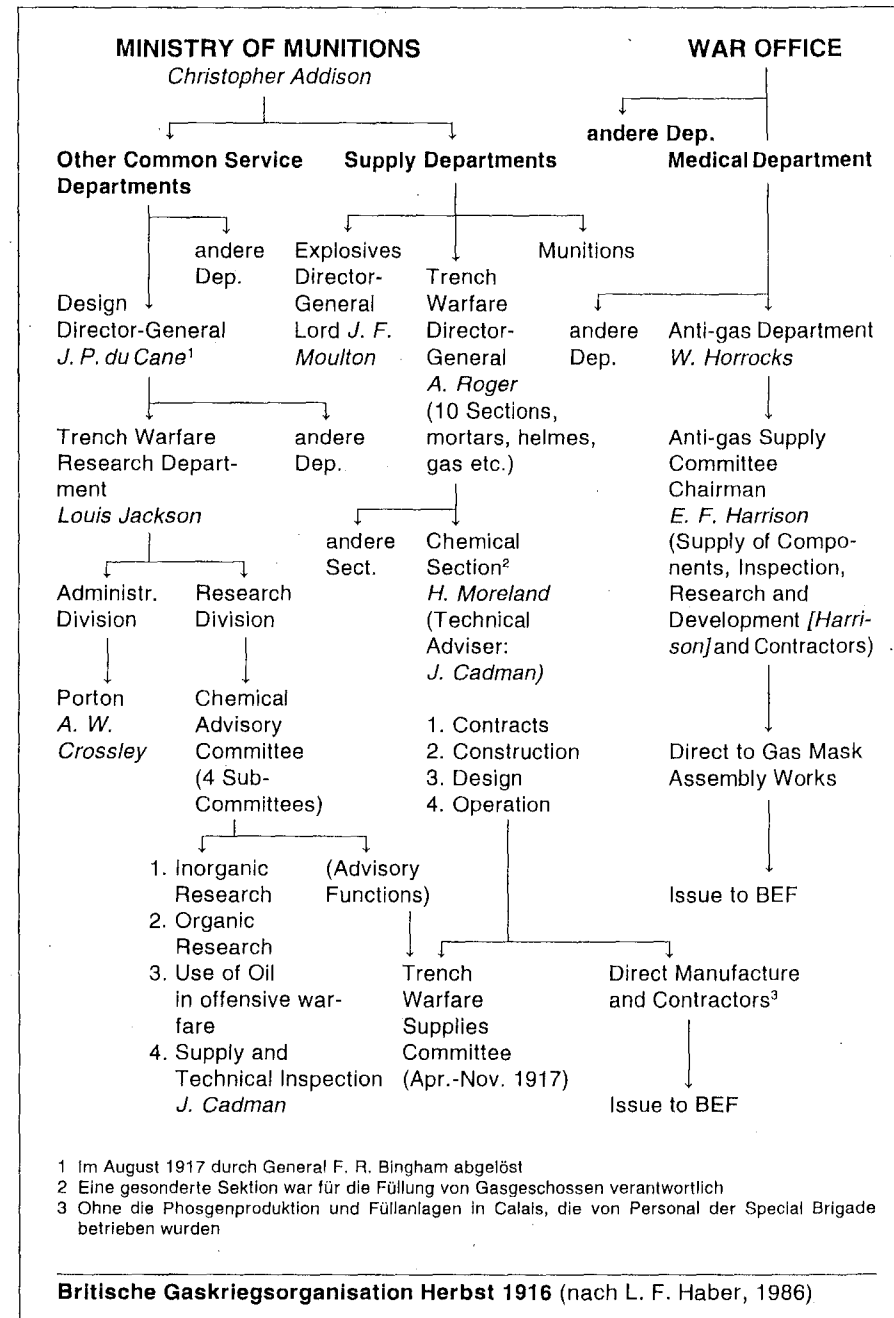 MINISTRY OF MUNITIONS
Christopher Addison
WAR OFFICE
andere Dep.
Medical Department
Other Common Service
Departments
Supply Departments
andere
Dep.
Explosives
Director-
General
Lord J. F.
Moulton
Munitions
Trench
Warfare
Director-
General
A. Roger
(10 Sections,
mortars, helmes,
gas etc.)
Design
Director-General
J. P. du Cane¹
andere
Dep.
Anti-gas Department
W. Horrocks
Trench Warfare
Research Depart-
ment
Louis Jackson
andere
Dep.
Anti-gas Supply
Committee
Chairman
E. F. Harrison
(Supply of Compo-
nents, Inspection,
Research and
Development [Harri-
son] and Contractors)
andere
Sect.
Chemical
Section²
H. Moreland
(Technical
Adviser:
J. Cadman)
1. Contracts
2. Construction
3. Design
4. Operation
Administr.
Division
Research
Division
Porton
A. W.
Crossley
Chemical
Advisory
Committee
(4 Sub-
Committees)
Direct to Gas Mask
Assembly Works
Issue to BEF
1. Inorganic
Research
2. Organic
Research
3. Use of Oil
in offensive war-
fare
4. Supply and
Technical Inspection
J. Cadman
(Advisory
Functions)
Trench
Warfare
Supplies
Committee
(Apr.-Nov. 1917)
Direct Manufacture
and Contractors³
Issue to BEF
1 Im August 1917 durch General F. R. Bingham abgelöst
2 Eine gesonderte Sektion war für die Füllung von Gasgeschossen verantwortlich
3 Ohne die Phosgenproduktion und Füllanlagen in Calais, die von Personal der Special Brigade
betrieben wurden
Britische Gaskriegsorganisation Herbst 1916 (nach L. F. Haber, 1986)